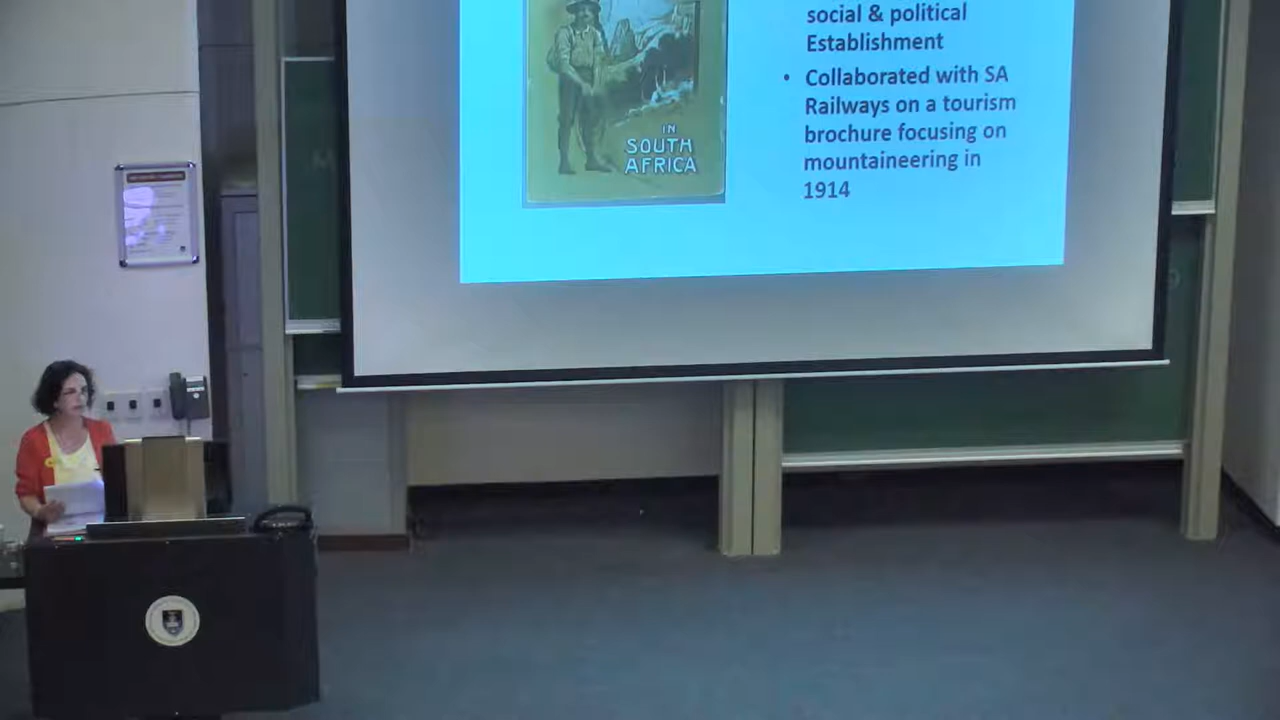 IN
SOUTH
AFRICA
social & political
Establishment
• Collaborated with SA
Railways on a tourism
brochure focusing on
mountaineering in
1914